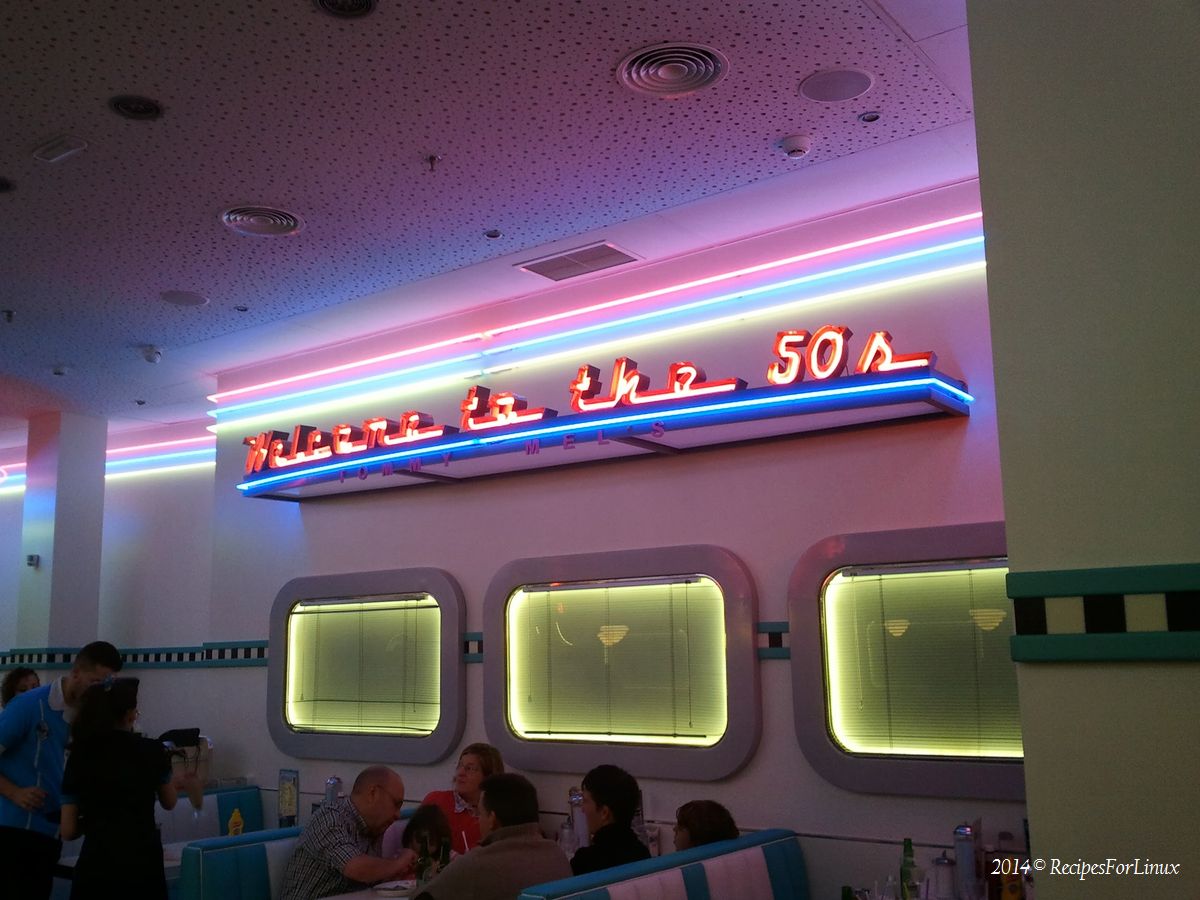 Welcome to the 50s
TOMMY MEL'S
2014 © RecipesForLinux